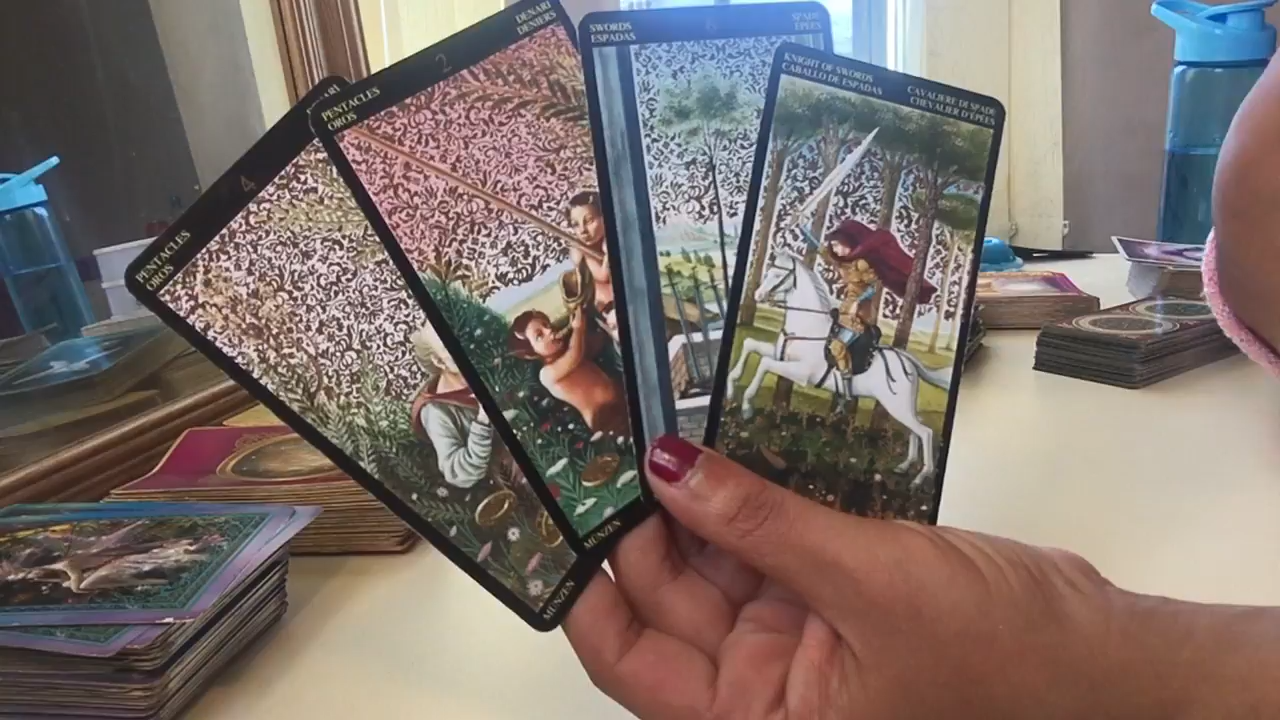 4
PENTACLES
OROS
MÜNZEN
2
DENARI
DENIERS
PENTACLES
OROS
MÜNZEN
SWORDS
ESPADAS
SPADE
ÉPÉES
KNIGHT OF SWORDS
CABALLO DE ESPADAS
CAVALIERE DI SPADE
CHEVALIER D'ÉPÉES